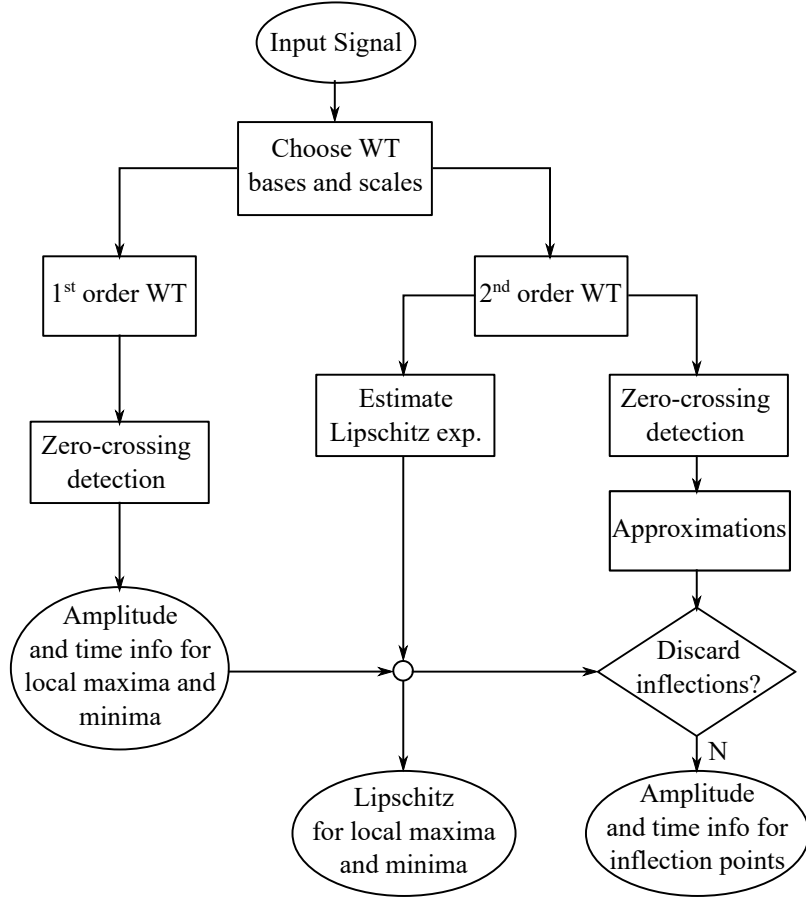 Input Signal
Choose WT
bases and scales
1st order WT
2nd order WT
Estimate
Lipschitz exp.
Zero-crossing
detection
Zero-crossing
detection
Approximations
Amplitude
and time info for
local maxima and
minima
Discard
inflections?
N
Lipschitz
for local maxima
and minima
Amplitude
and time info for
inflection points